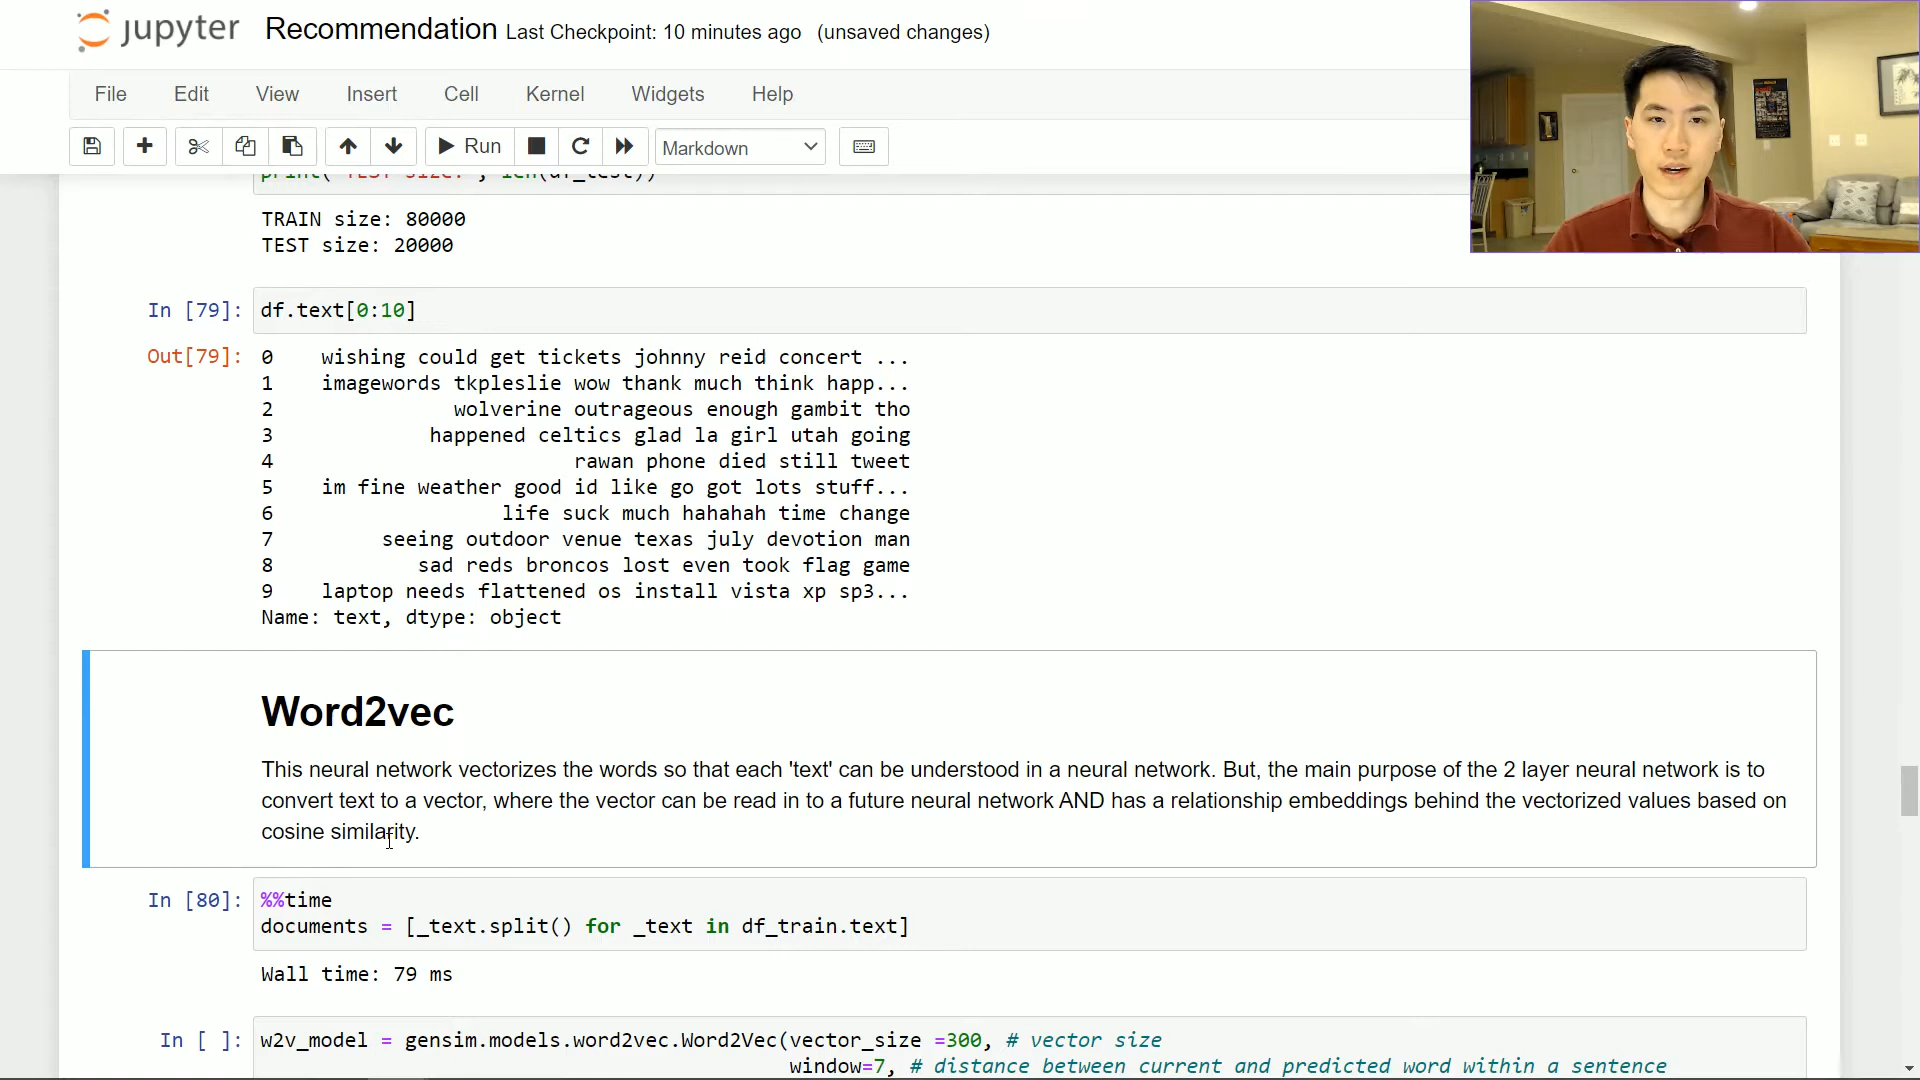 jupyter Recommendation Last Checkpoint: 10 minutes ago (unsaved changes)
File Edit View Insert Cell Kernel Widgets Help
Run Markdown
print("TEST size:", len(df_test))
TRAIN size: 80000
TEST size: 20000
In [79]: df.text[0:10]
Out[79]: 0 wishing could get tickets johnny reid concert ...
1 imagewords tkpleslie wow thank much think happ...
2 wolverine outrageous enough gambit tho
3 happened celtics glad la girl utah going
4 rawan phone died still tweet
5 im fine weather good id like go got lots stuff...
6 life suck much hahahah time change
7 seeing outdoor venue texas july devotion man
8 sad reds broncos lost even took flag game
9 laptop needs flattened os install vista xp sp3...
Name: text, dtype: object
Word2vec
This neural network vectorizes the words so that each 'text' can be understood in a neural network. But, the main purpose of the 2 layer neural network is to
convert text to a vector, where the vector can be read in to a future neural network AND has a relationship embeddings behind the vectorized values based on
cosine similarity.
In [80]: %%time
documents = [_text.split() for _text in df_train.text]
Wall time: 79 ms
In [ ]: w2v_model = gensim.models.word2vec.Word2Vec(vector_size =300, # vector size
window=7, # distance between current and predicted word within a sentence